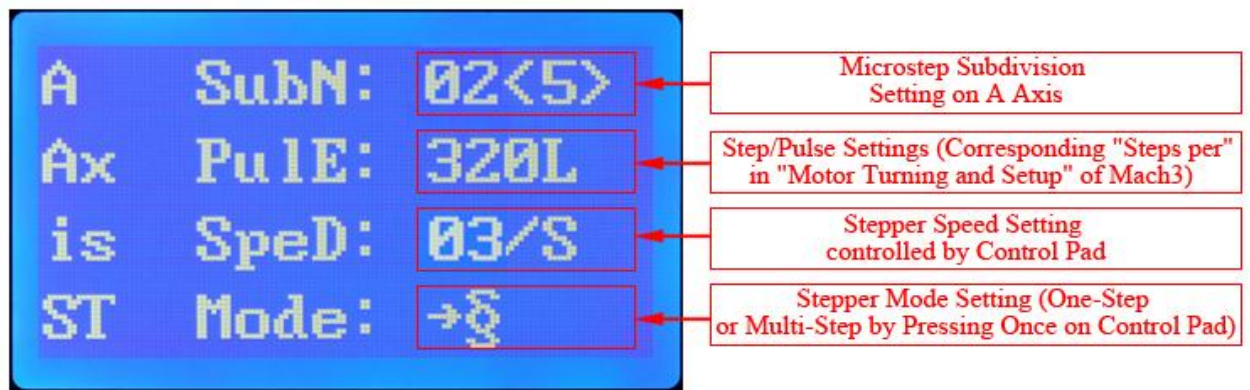 A SubN: 02<5>
Microstep Subdivision
Setting on A Axis
Ax PulE: 320L
Step/Pulse Settings (Corresponding "Steps per"
in "Motor Turning and Setup" of Mach3)
is SpeD: 03/S
Stepper Speed Setting
controlled by Control Pad
ST Mode: →§
Stepper Mode Setting (One-Step
or Multi-Step by Pressing Once on Control Pad)